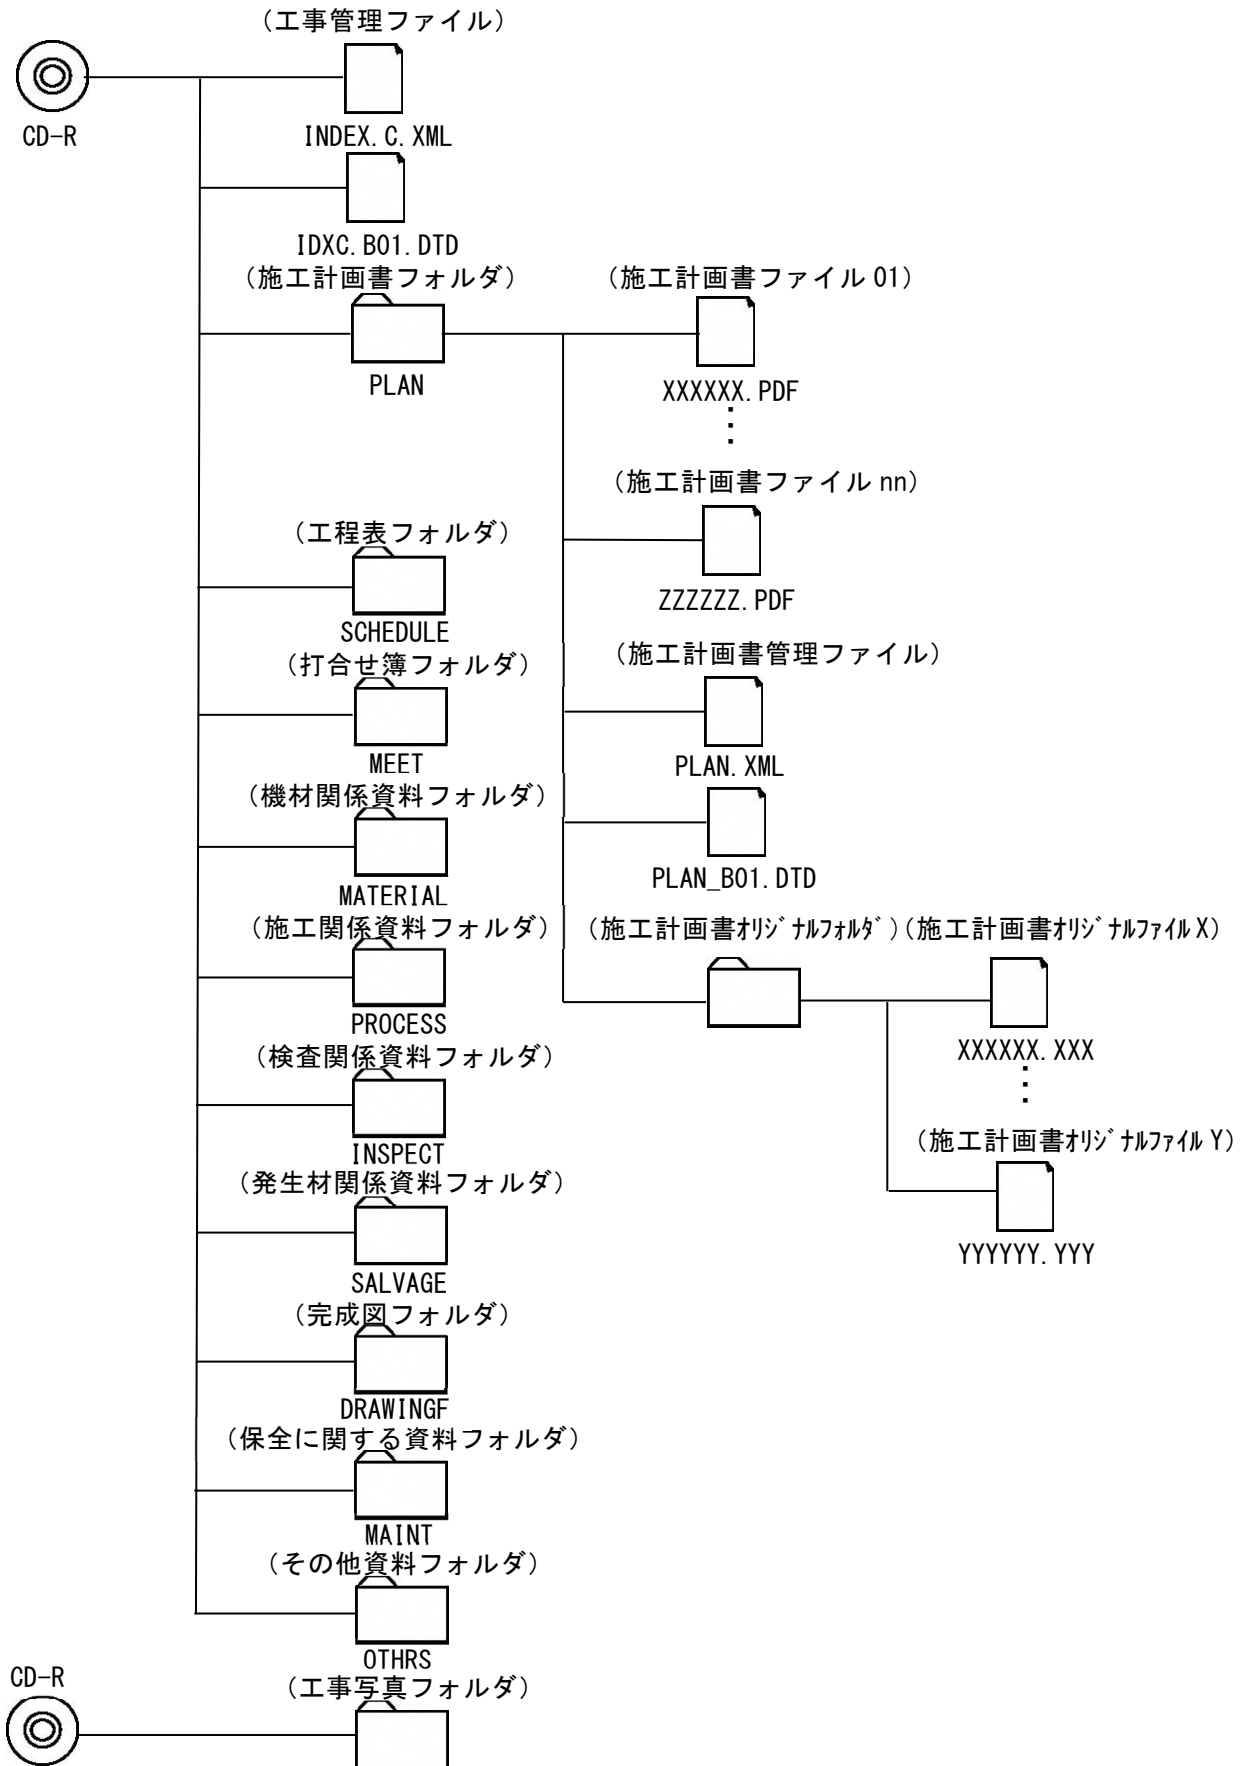 （工事管理ファイル）
CD-R
INDEX.C.XML
IDXC.B01.DTD
（施工計画書フォルダ）
（施工計画書ファイル 01）
PLAN
XXXXXX.PDF
（施工計画書ファイル nn）
（工程表フォルダ）
ZZZZZZ.PDF
SCHEDULE
（施工計画書管理ファイル）
（打合せ簿フォルダ）
MEET
PLAN.XML
（機材関係資料フォルダ）
PLAN_B01.DTD
MATERIAL
（施工関係資料フォルダ）
（施工計画書ｵﾘｼﾞﾅﾙﾌｫﾙﾀﾞ）
（施工計画書ｵﾘｼﾞﾅﾙﾌｧｲﾙ X）
PROCESS
XXXXXX.XXX
（検査関係資料フォルダ）
（施工計画書ｵﾘｼﾞﾅﾙﾌｧｲﾙ Y）
INSPECT
（発生材関係資料フォルダ）
YYYYYY.YYY
SALVAGE
（完成図フォルダ）
DRAWINGF
（保全に関する資料フォルダ）
MAINT
（その他資料フォルダ）
OTHRS
CD-R
（工事写真フォルダ）